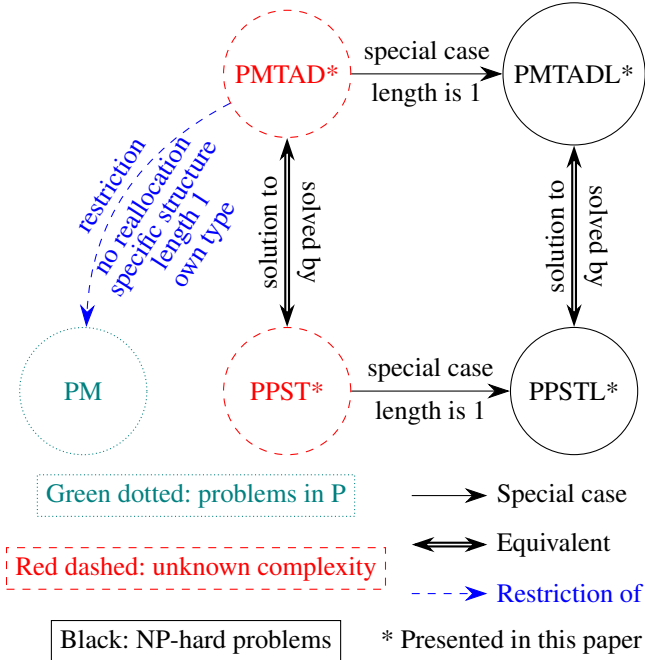 PMTAD*
special case
length is 1
PMTADL*
restriction
no reallocation
specific structure
length 1
own type
solution to
solved by
solution to
solved by
PM
PPST*
special case
length is 1
PPSTL*
Green dotted: problems in P
Special case
Red dashed: unknown complexity
Equivalent
Restriction of
Black: NP-hard problems
* Presented in this paper